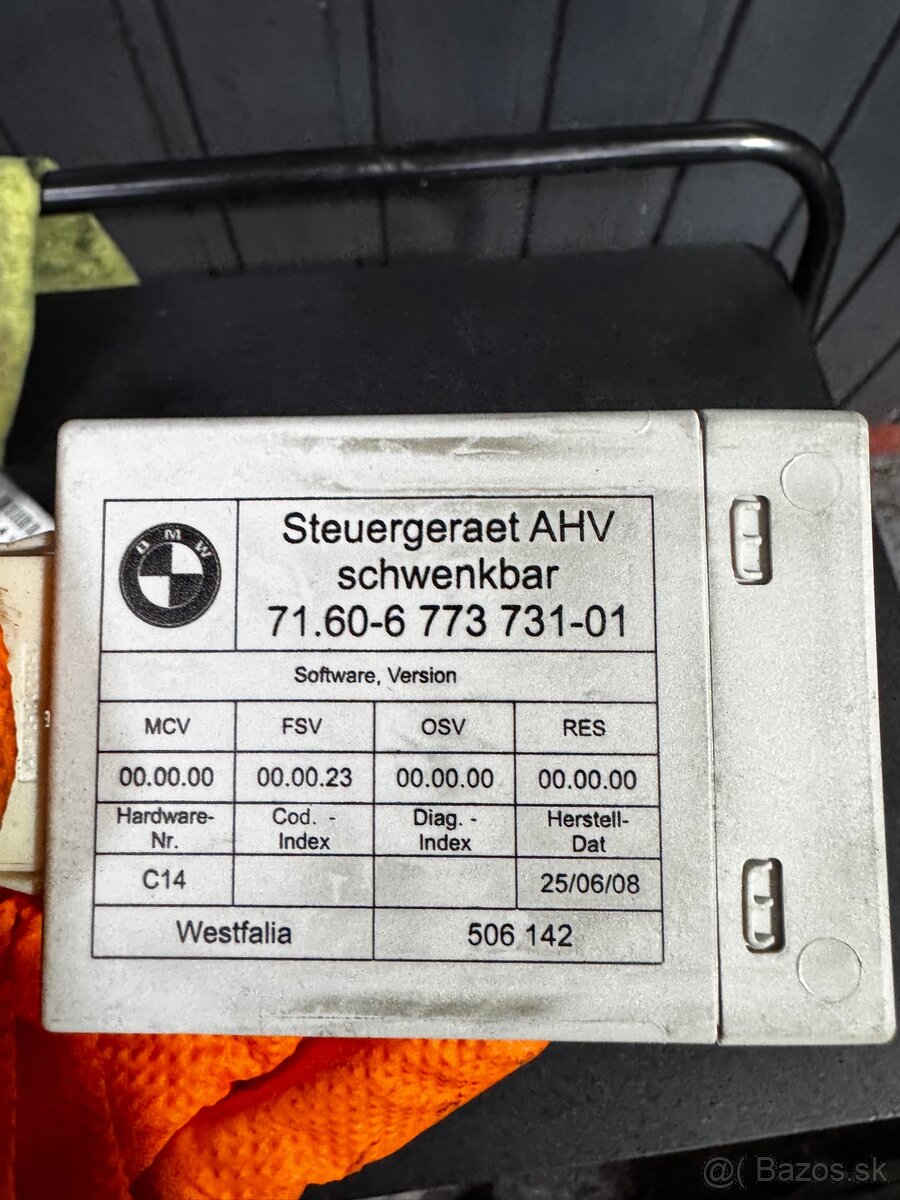 BMW
Steuergeraet AHV
schwenkbar
71.60-6 773 731-01
Software, Version
MCV FSV OSV RES
00.00.00 00.00.23 00.00.00 00.00.00
Hardware- Cod. - Diag. - Herstell-
Nr. Index Index Dat
C14 25/06/08
Westfalia 506 142
@( Bazos.sk